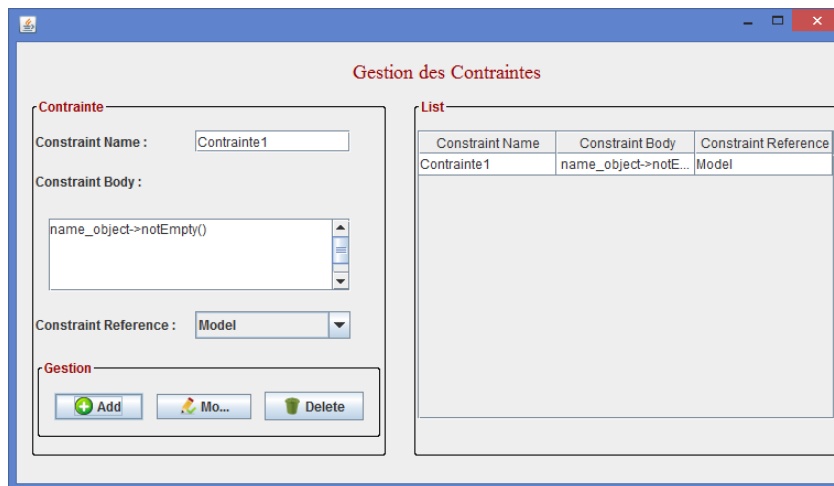 Gestion des Contraintes
Contrainte
Constraint Name :
Contrainte1
Constraint Body :
name_object->notEmpty()
Constraint Reference :
Model
Gestion
Add
Mo...
Delete
List
Constraint Name
Constraint Body
Constraint Reference
Contrainte1
name_object->notE...
Model